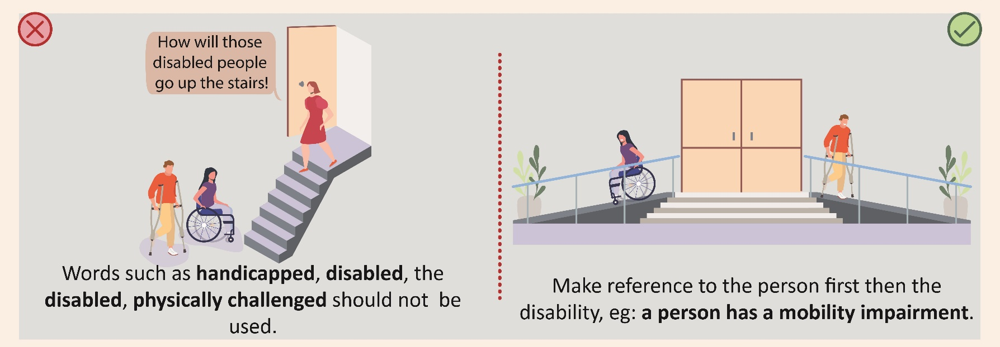 How will those
disabled people
go up the stairs!
Words such as handicapped, disabled, the
disabled, physically challenged should not be
used.
Make reference to the person first then the
disability, eg: a person has a mobility impairment.